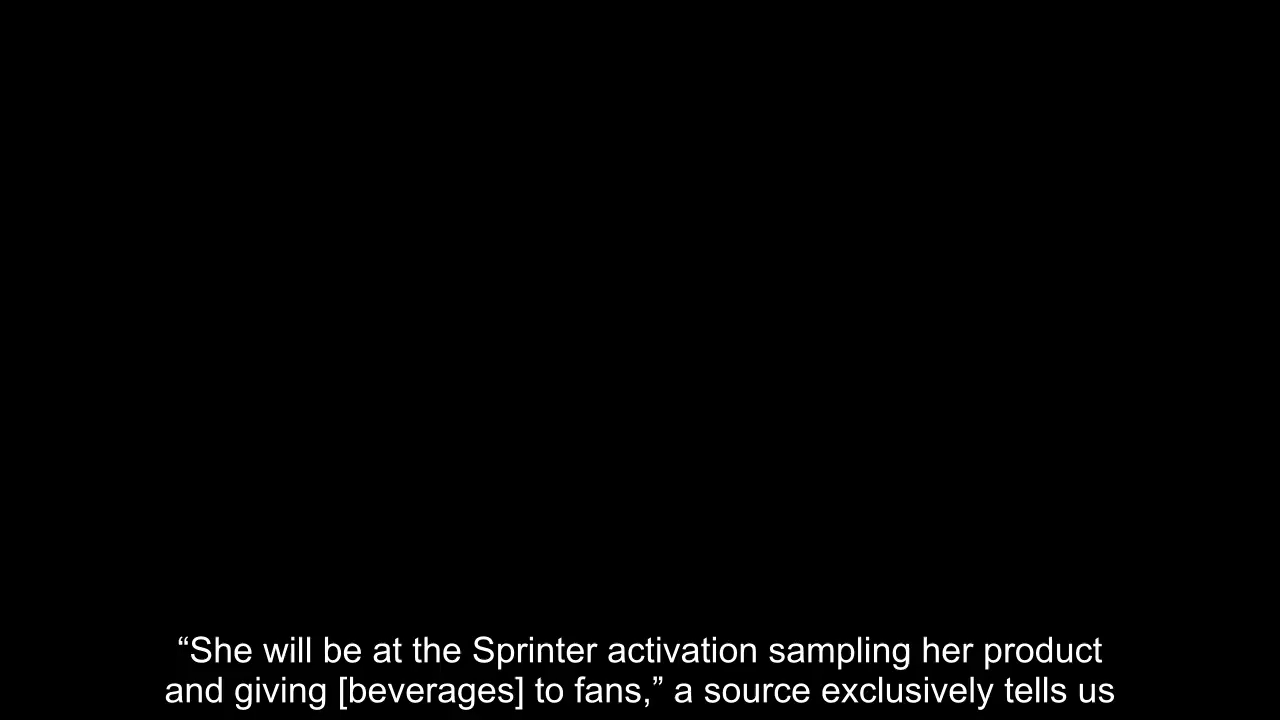 “She will be at the Sprinter activation sampling her product
and giving [beverages] to fans,” a source exclusively tells us